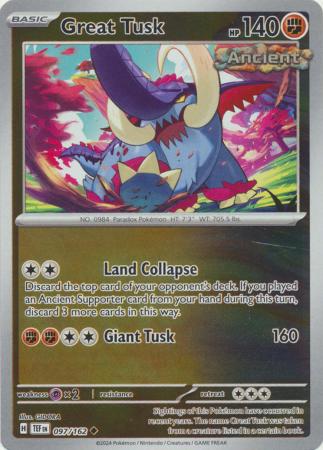 BASIC
Great Tusk
HP 140
Ancient
NO. 0984 Paradox Pokémon HT: 7'3" WT: 705.5 lbs.
Land Collapse
Discard the top card of your opponent's deck. If you played
an Ancient Supporter card from your hand during this turn,
discard 3 more cards in this way.
Giant Tusk 160
weakness ×2 resistance retreat
Illus. GIDORA
H TEF EN 097/162
Sightings of this Pokémon have occurred in
recent years. The name Great Tusk was taken
from a creature listed in a certain book.
©2024 Pokémon / Nintendo / Creatures / GAME FREAK